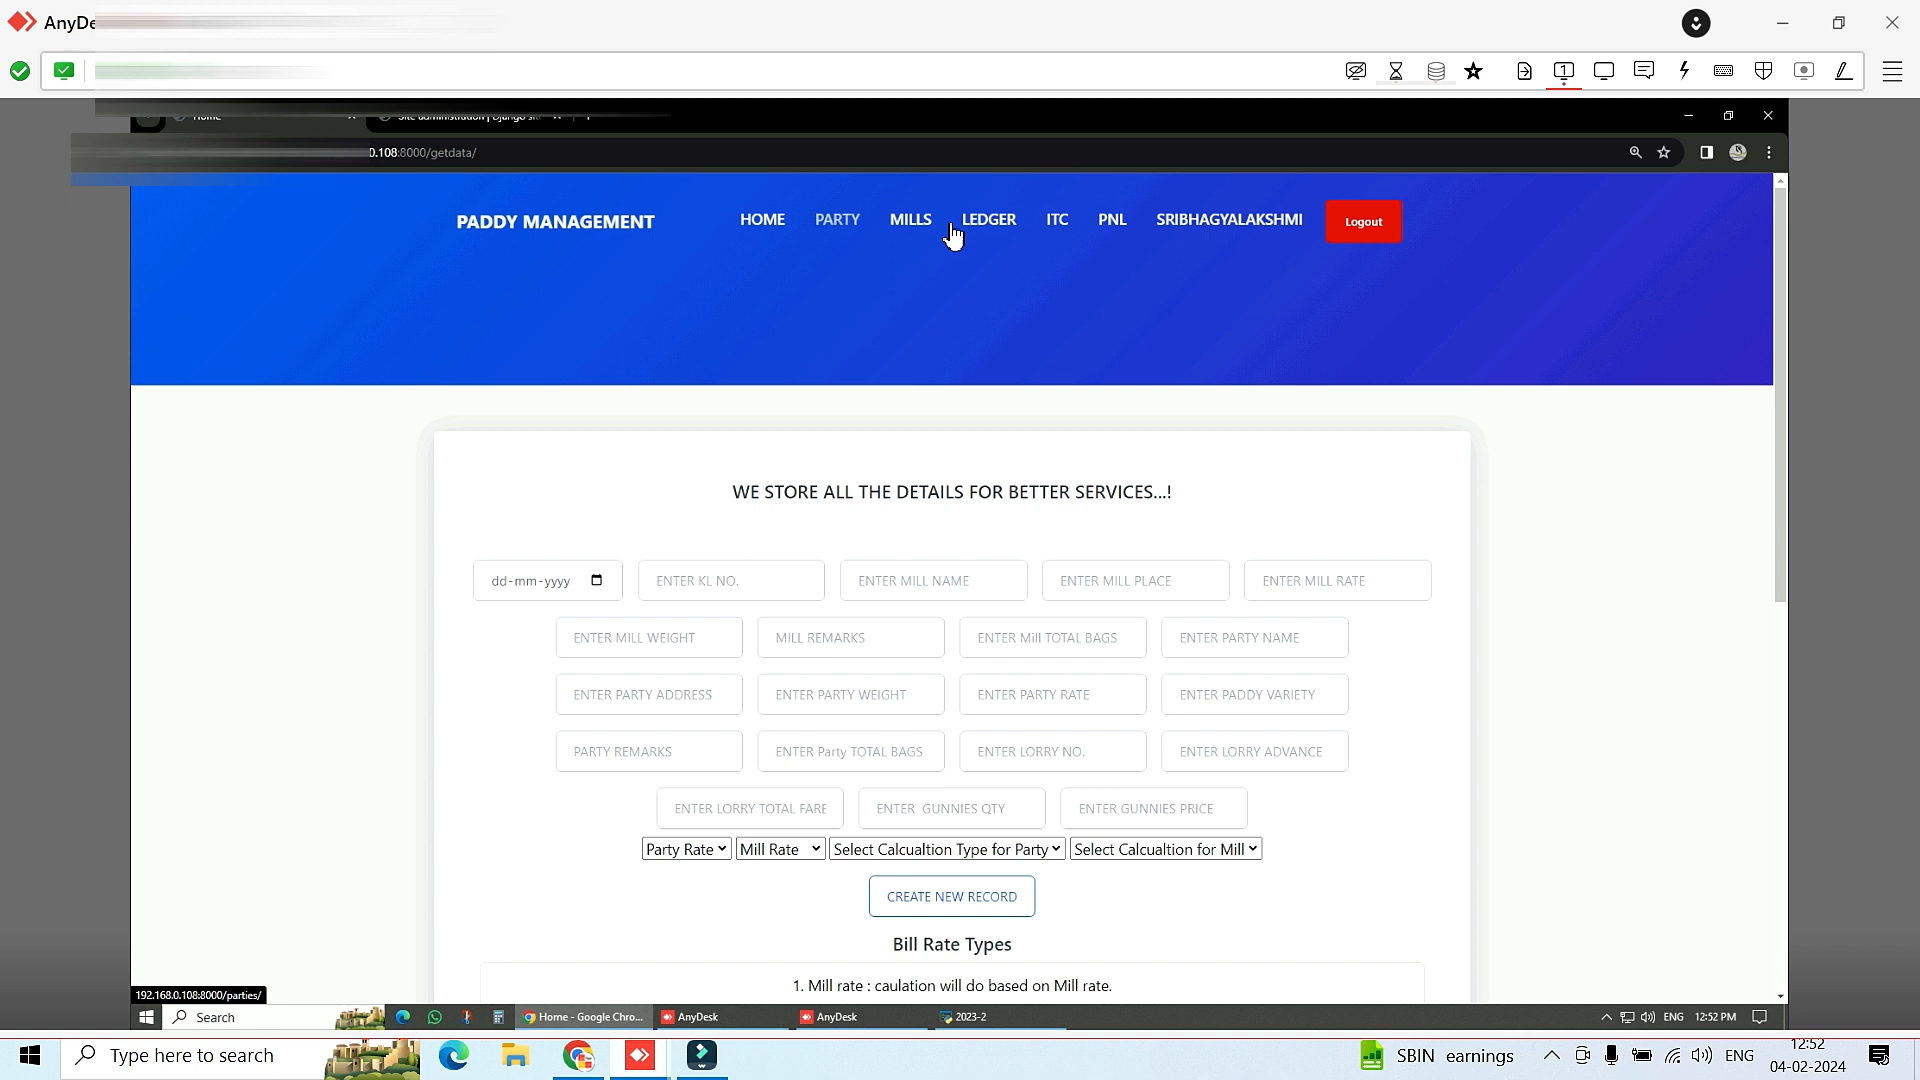 AnyDe
Home
Site administration | Django si
0.108:8000/getdata/
PADDY MANAGEMENT
HOME PARTY MILLS LEDGER ITC PNL SRIBHAGYALAKSHMI Logout
WE STORE ALL THE DETAILS FOR BETTER SERVICES...!
dd-mm-yyyy ENTER KL NO. ENTER MILL NAME ENTER MILL PLACE ENTER MILL RATE
ENTER MILL WEIGHT MILL REMARKS ENTER Mill TOTAL BAGS ENTER PARTY NAME
ENTER PARTY ADDRESS ENTER PARTY WEIGHT ENTER PARTY RATE ENTER PADDY VARIETY
PARTY REMARKS ENTER Party TOTAL BAGS ENTER LORRY NO. ENTER LORRY ADVANCE
ENTER LORRY TOTAL FARE ENTER GUNNIES QTY ENTER GUNNIES PRICE
Party Rate Mill Rate Select Calcualtion Type for Party Select Calcualtion for Mill
CREATE NEW RECORD
Bill Rate Types
1. Mill rate : caulation will do based on Mill rate.
192.168.0.108:8000/parties/
Search Home - Google Chro... AnyDesk AnyDesk 2023-2 ENG 12:52 PM
Type here to search SBIN earnings ENG 12:52
04-02-2024